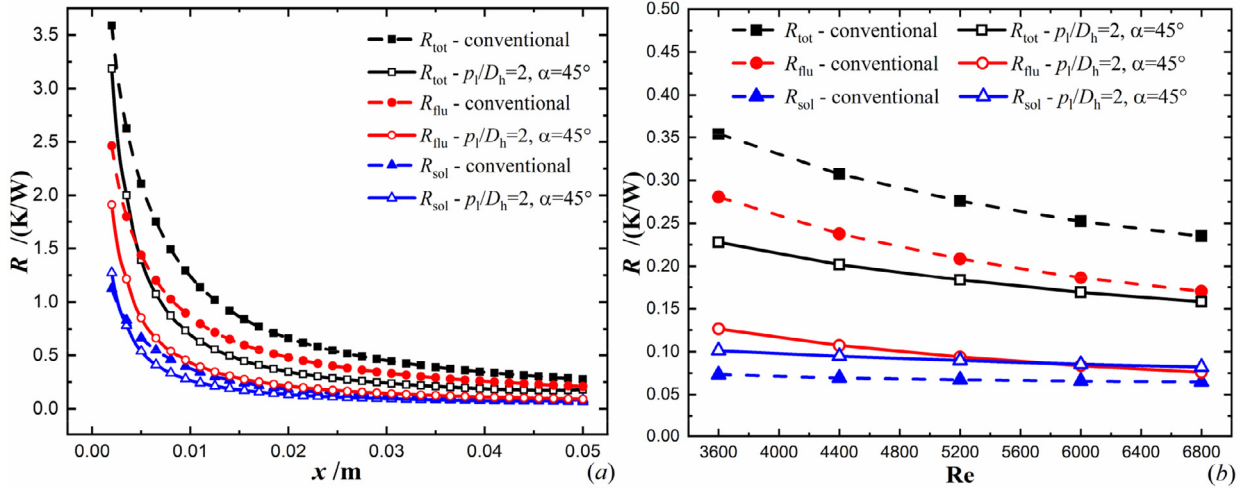 3.5
3.0
2.5
2.0
1.5
1.0
0.5
0.0
R /(K/W)
R_tot - conventional
R_tot - p_l/D_h=2, α=45°
R_flu - conventional
R_flu - p_l/D_h=2, α=45°
R_sol - conventional
R_sol - p_l/D_h=2, α=45°
0.00 0.01 0.02 0.03 0.04 0.05
x /m
(a)
0.50
0.45
0.40
0.35
0.30
0.25
0.20
0.15
0.10
0.05
0.00
R /(K/W)
R_tot - conventional R_tot - p_l/D_h=2, α=45°
R_flu - conventional R_flu - p_l/D_h=2, α=45°
R_sol - conventional R_sol - p_l/D_h=2, α=45°
3600 4000 4400 4800 5200 5600 6000 6400 6800
Re
(b)